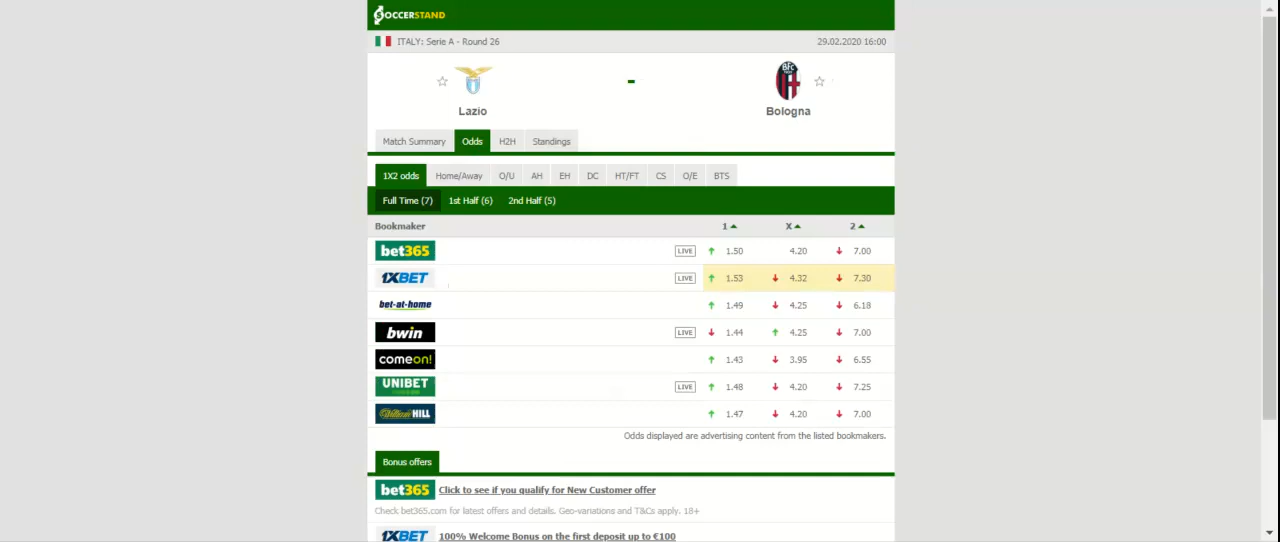 SOCCERSTAND
ITALY: Serie A - Round 26 29.02.2020 16:00
-
Lazio Bologna
Match Summary Odds H2H Standings
1X2 odds Home/Away O/U AH EH DC HT/FT CS O/E BTS
Full Time (7) 1st Half (6) 2nd Half (5)
Bookmaker 1 X 2
bet365 LIVE 1.50 4.20 7.00
1XBET LIVE 1.53 4.32 7.30
bet-at-home 1.49 4.25 6.18
bwin LIVE 1.44 4.25 7.00
comeon! 1.43 3.95 6.55
UNIBET LIVE 1.48 4.20 7.25
William HILL 1.47 4.20 7.00
Odds displayed are advertising content from the listed bookmakers.
Bonus offers
bet365 Click to see if you qualify for New Customer offer
Check bet365.com for latest offers and details. Geo-variations and T&Cs apply. 18+
1XBET 100% Welcome Bonus on the first deposit up to €100